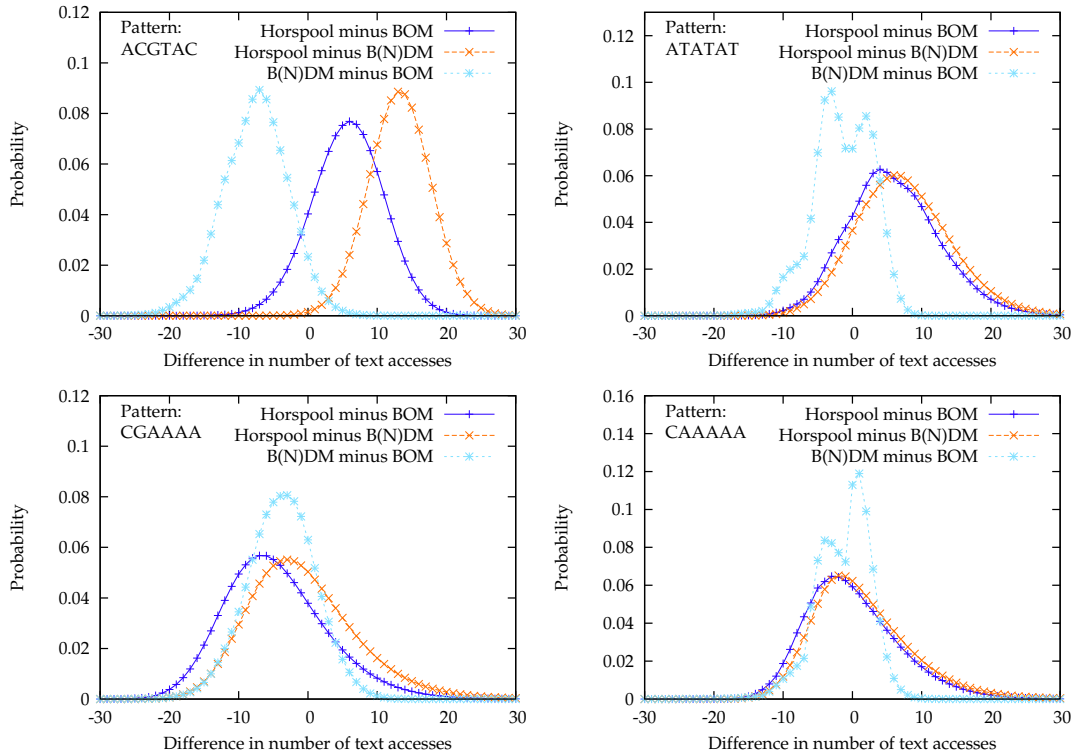 Pattern:
ACGTAC
Horspool minus BOM
Horspool minus B(N)DM
B(N)DM minus BOM
Probability
0.12
0.1
0.08
0.06
0.04
0.02
0
-30 -20 -10 0 10 20 30
Difference in number of text accesses
Pattern:
ATATAT
Horspool minus BOM
Horspool minus B(N)DM
B(N)DM minus BOM
Probability
0.12
0.1
0.08
0.06
0.04
0.02
0
-30 -20 -10 0 10 20 30
Difference in number of text accesses
Pattern:
CGAAAA
Horspool minus BOM
Horspool minus B(N)DM
B(N)DM minus BOM
Probability
0.12
0.1
0.08
0.06
0.04
0.02
0
-30 -20 -10 0 10 20 30
Difference in number of text accesses
Pattern:
CAAAAA
Horspool minus BOM
Horspool minus B(N)DM
B(N)DM minus BOM
Probability
0.16
0.14
0.12
0.1
0.08
0.06
0.04
0.02
0
-30 -20 -10 0 10 20 30
Difference in number of text accesses